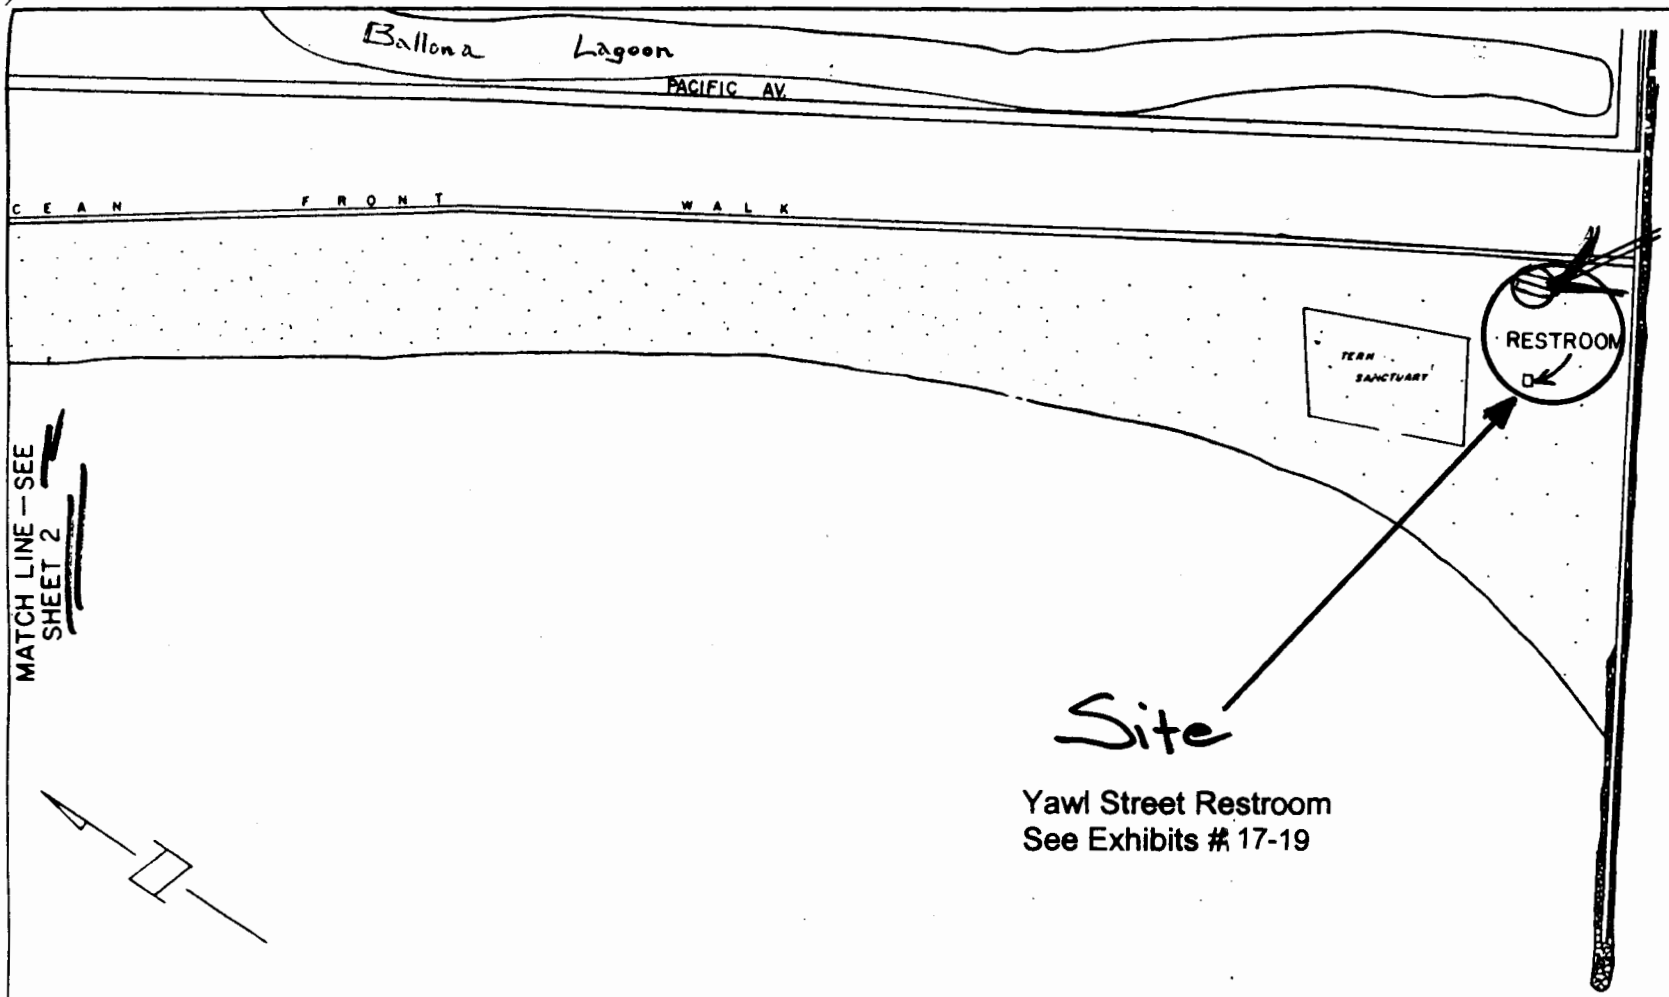 Ballona Lagoon
PACIFIC AV.
CEAN FRONT WALK
TERN
SANCTUARY
RESTROOM
MATCH LINE—SEE
SHEET 2
Site
Yawl Street Restroom
See Exhibits # 17-19
N